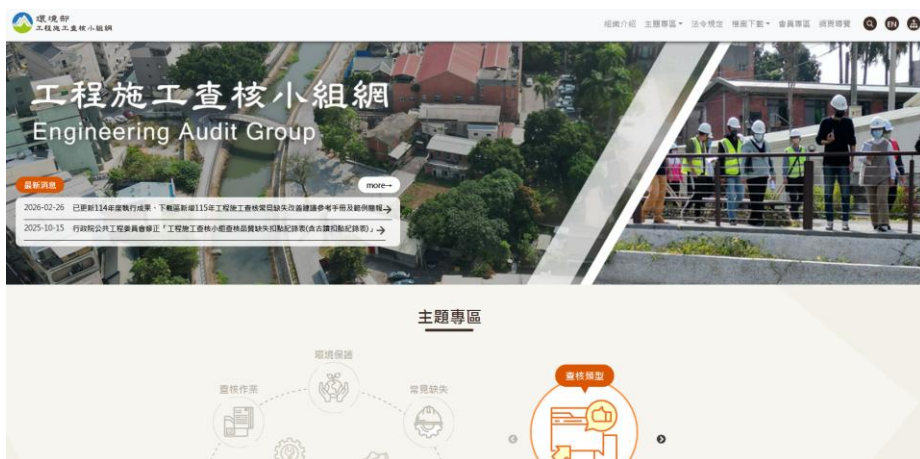 環境部
工程施工查核小組網
組織介紹 主題專區 法令規定 檔案下載 會員專區 網頁導覽 EN
工程施工查核小組網
Engineering Audit Group
最新消息 more→
2026-02-26 已更新114年度執行成果、下載區新增115年工程施工查核常見缺失改善建議參考手冊及範例簡報
2025-10-15 行政院公共工程委員會修正「工程施工查核小組查核品質缺失扣點紀錄表(含古蹟扣點紀錄表)」
主題專區
環境保護
查核作業
常見缺失
查核類型